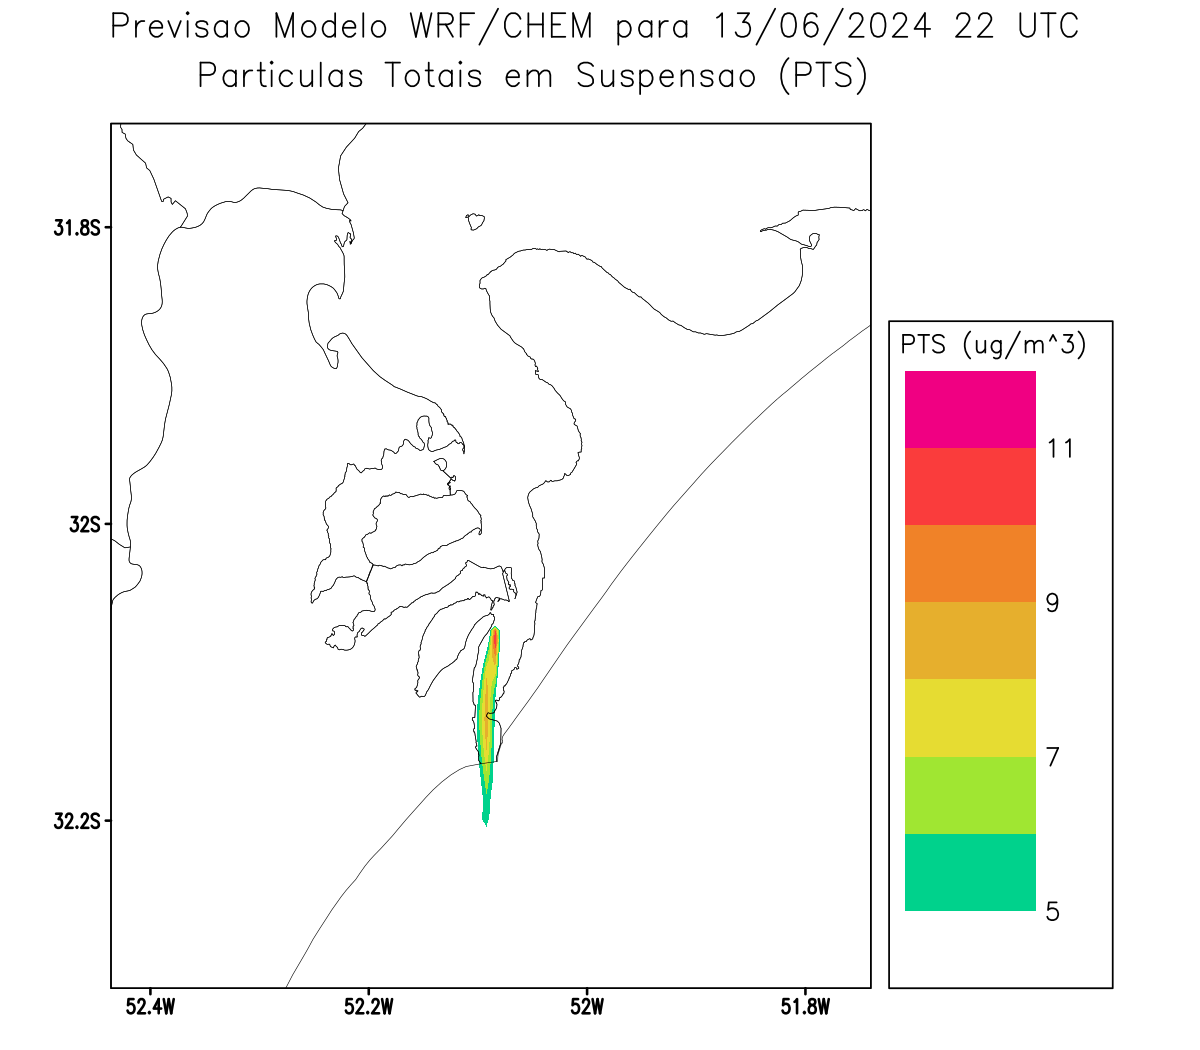 Previsao Modelo WRF/CHEM para 13/06/2024 22 UTC
Particulas Totais em Suspensao (PTS)
31.8S
32S
32.2S
52.4W 52.2W 52W 51.8W
PTS (ug/m^3)
11
9
7
5